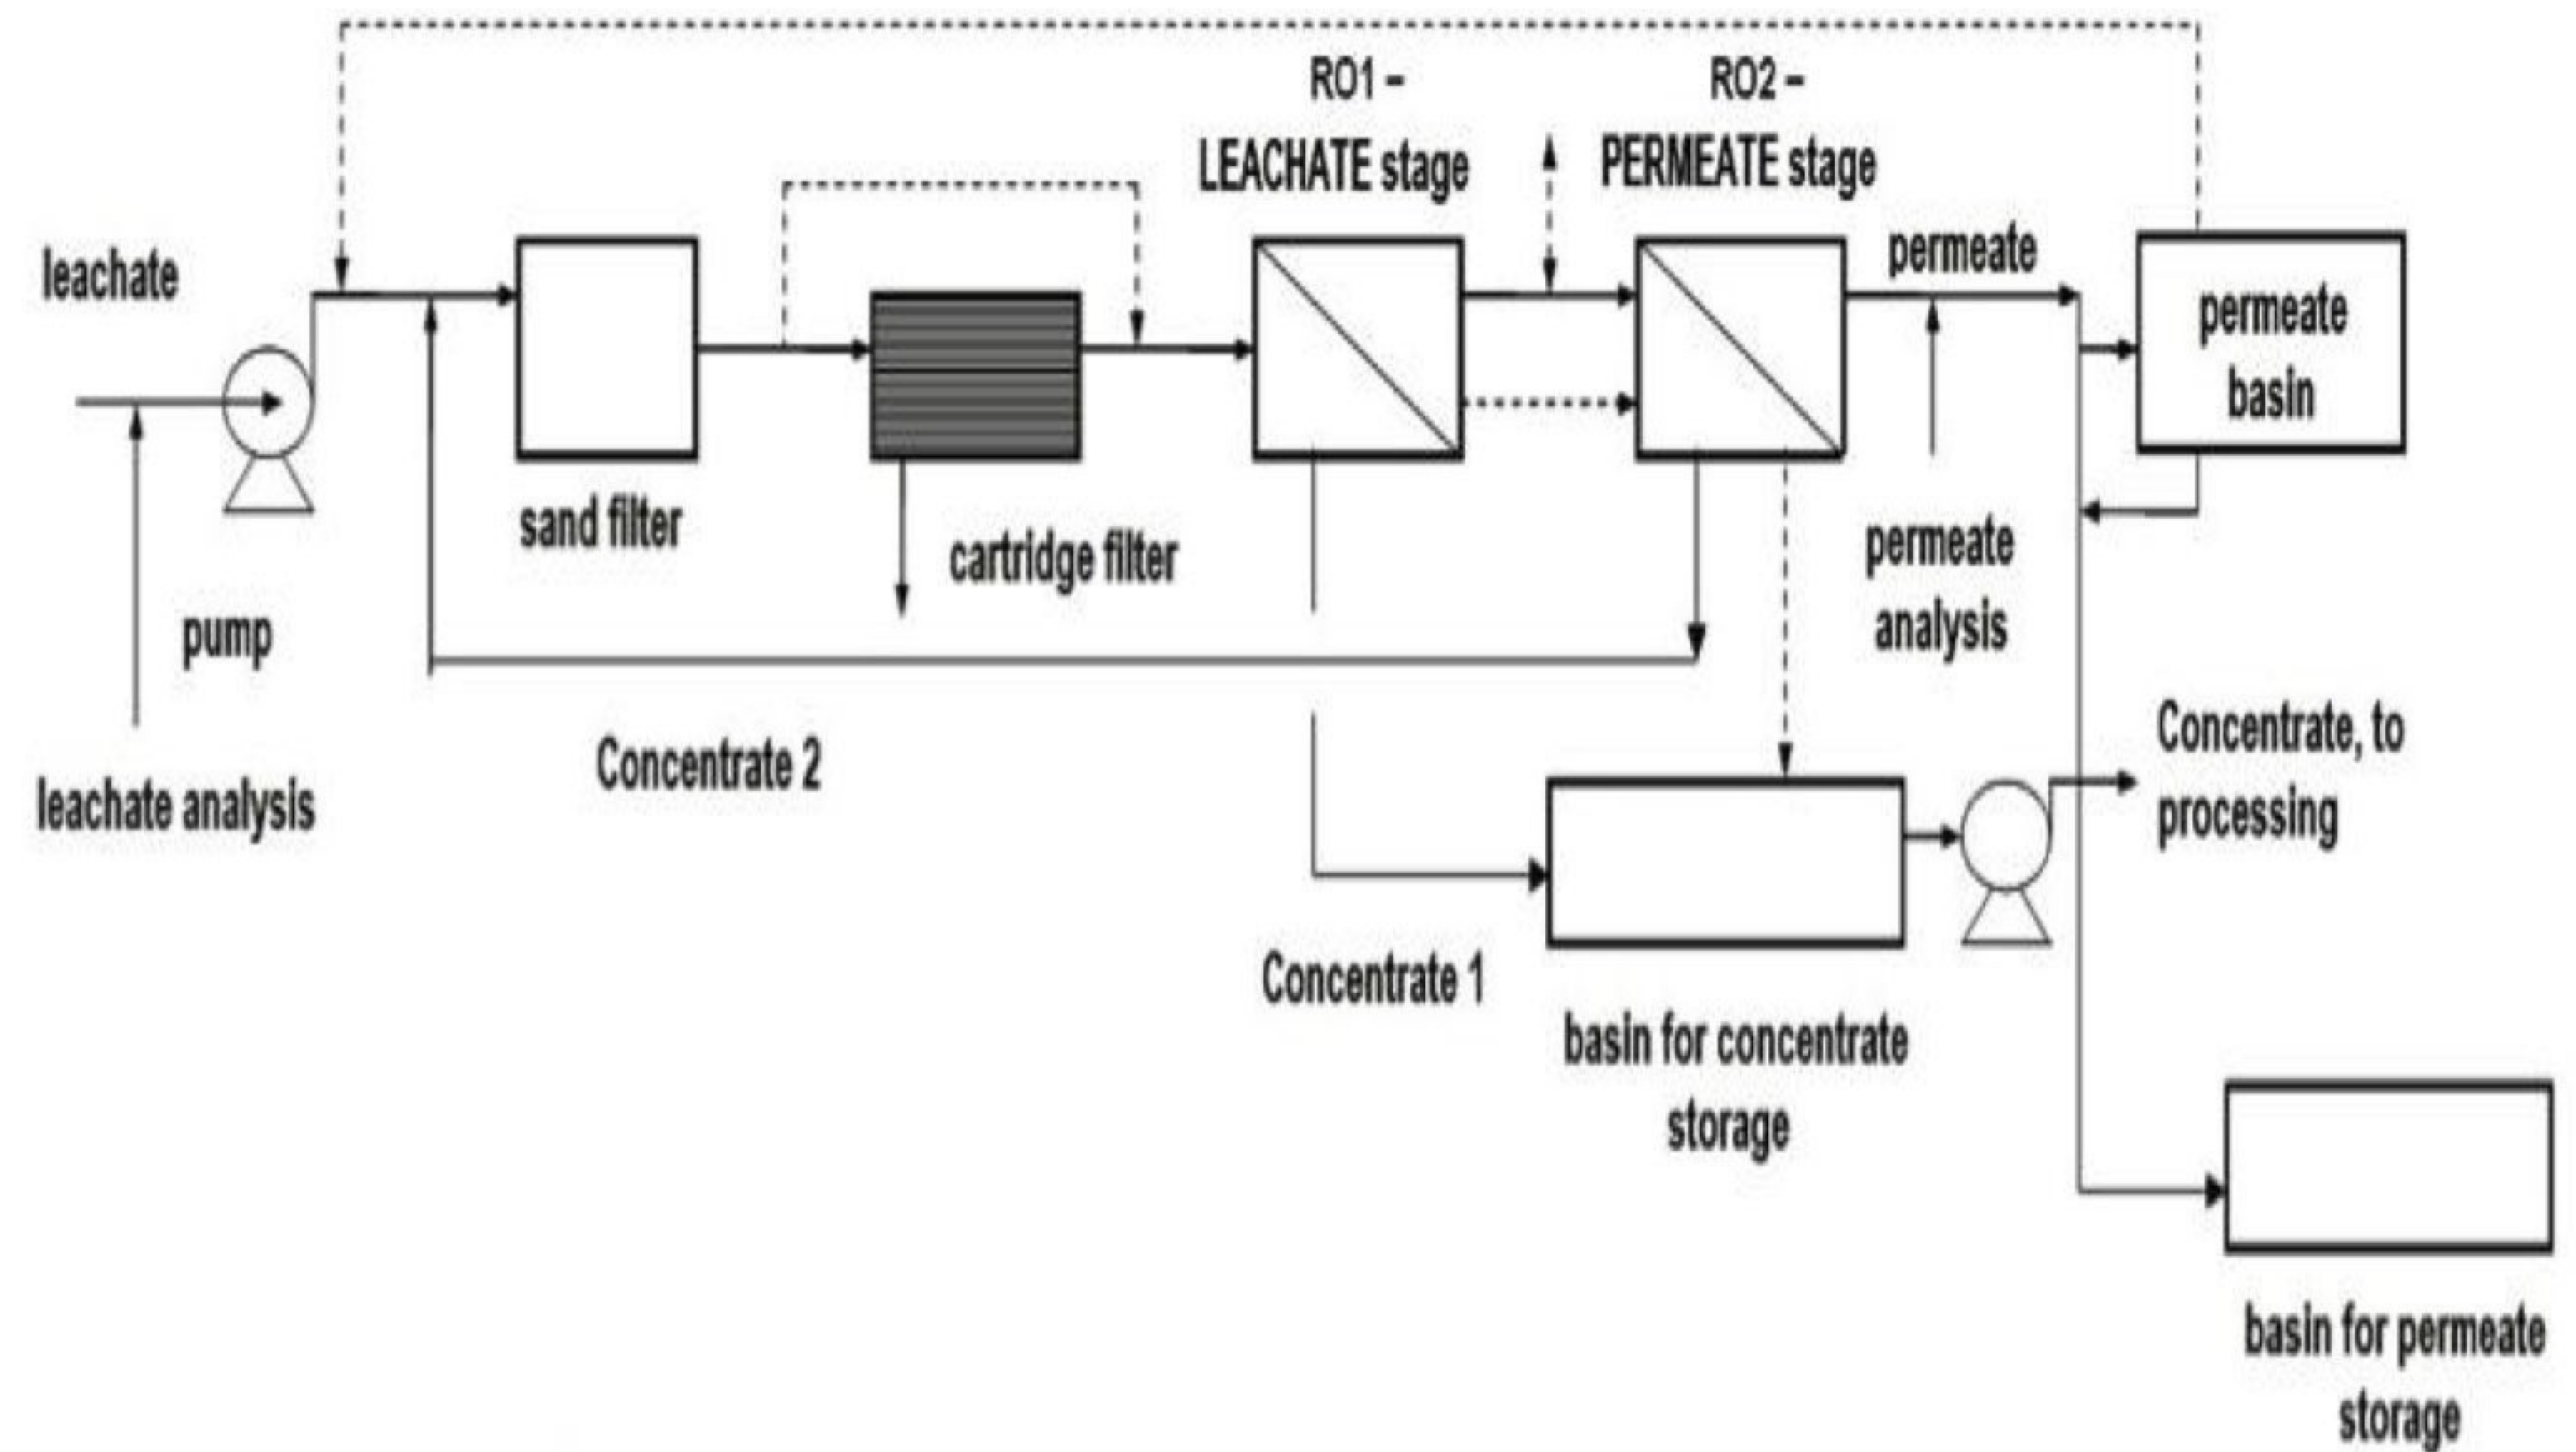 RO1 –
LEACHATE stage
RO2 –
PERMEATE stage
leachate
permeate
permeate
basin
sand filter
cartridge filter
permeate
analysis
pump
Concentrate 2
leachate analysis
Concentrate, to
processing
Concentrate 1
basin for concentrate
storage
basin for permeate
storage